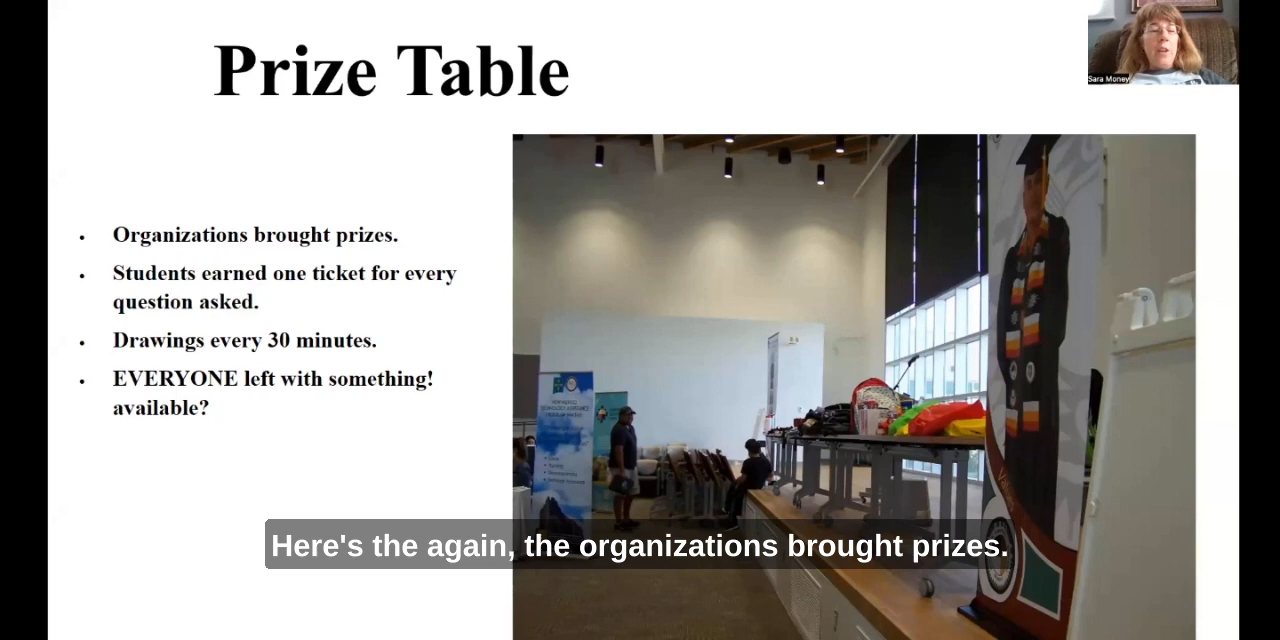 Prize Table
Sara Money
• Organizations brought prizes.
• Students earned one ticket for every
question asked.
• Drawings every 30 minutes.
• EVERYONE left with something!
available?
Here's the again, the organizations brought prizes.